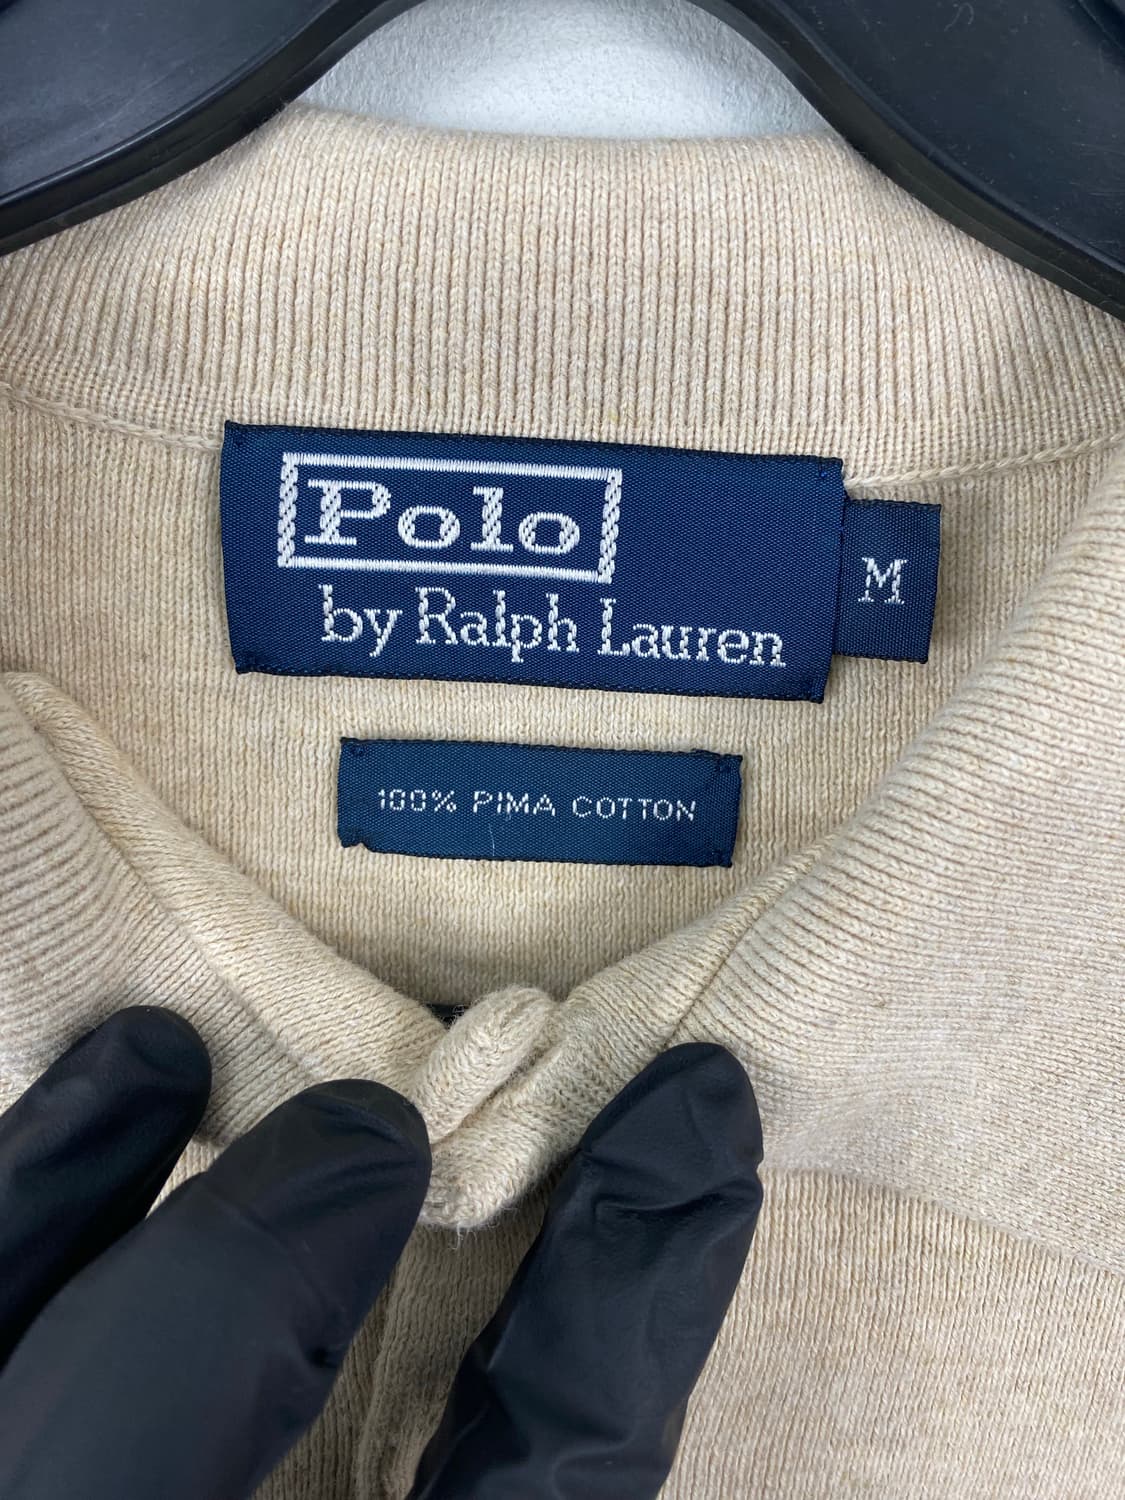 Polo
by Ralph Lauren
M
100% PIMA COTTON